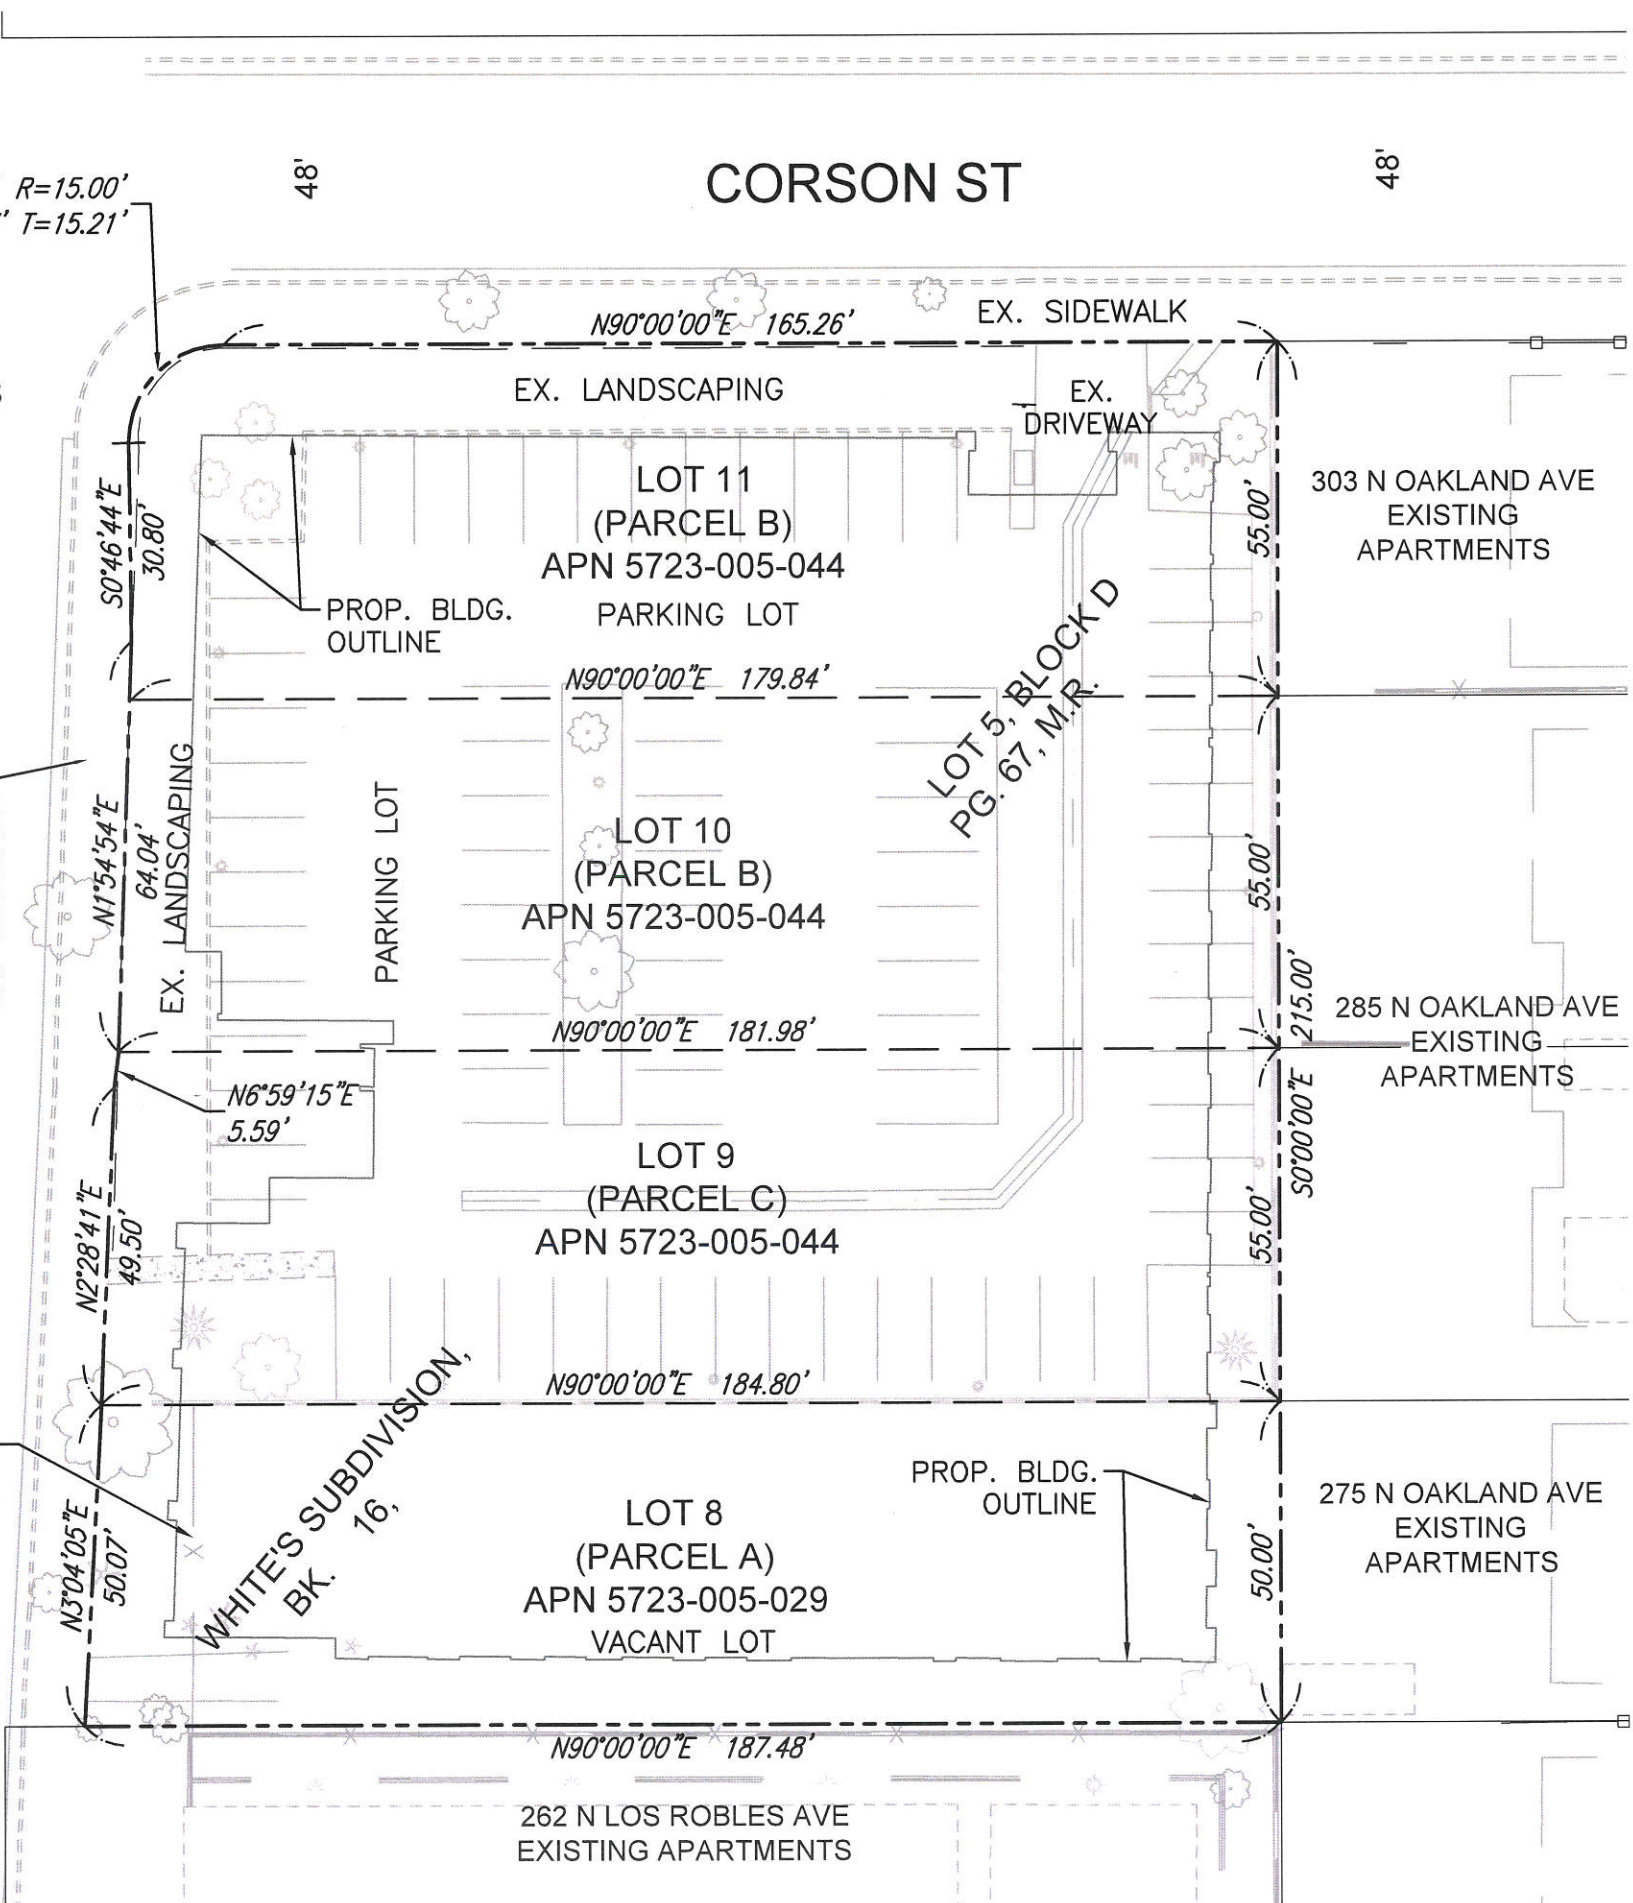 48'
CORSON ST
48'
R=15.00'
T=15.21'
N90°00'00"E 165.26'
EX. SIDEWALK
EX. LANDSCAPING
EX.
DRIVEWAY
LOT 11
(PARCEL B)
APN 5723-005-044
PARKING LOT
303 N OAKLAND AVE
EXISTING
APARTMENTS
55.00'
S0°46'44"E
30.80'
PROP. BLDG.
OUTLINE
N90°00'00"E 179.84'
LOT 5, BLOCK D
PG. 67, M.R.
N1°54'54"E
64.04'
EX. LANDSCAPING
PARKING LOT
LOT 10
(PARCEL B)
APN 5723-005-044
55.00'
215.00'
S0°00'00"E
285 N OAKLAND AVE
EXISTING
APARTMENTS
N90°00'00"E 181.98'
N6°59'15"E
5.59'
LOT 9
(PARCEL C)
APN 5723-005-044
55.00'
N2°28'41"E
49.50'
N90°00'00"E 184.80'
WHITE'S SUBDIVISION,
BK. 16,
PROP. BLDG.
OUTLINE
LOT 8
(PARCEL A)
APN 5723-005-029
VACANT LOT
275 N OAKLAND AVE
EXISTING
APARTMENTS
50.00'
N3°04'05"E
50.07'
N90°00'00"E 187.48'
262 N LOS ROBLES AVE
EXISTING APARTMENTS